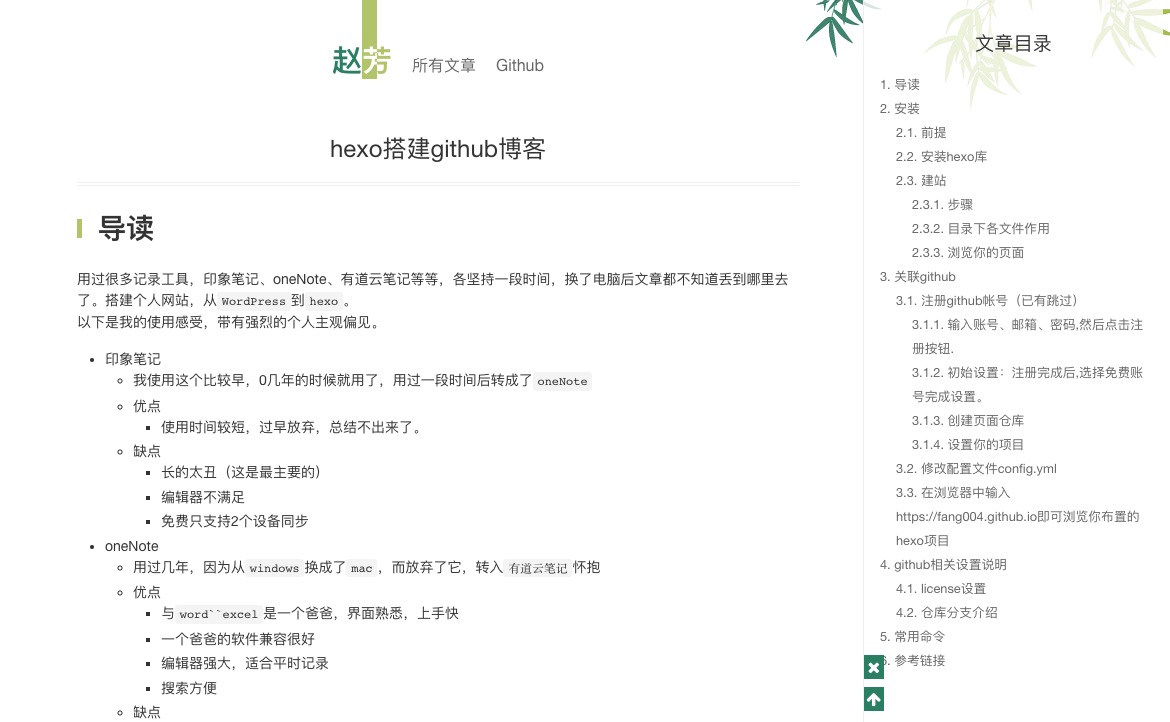 赵芳
所有文章
Github
hexo搭建github博客
导读
用过很多记录工具，印象笔记、oneNote、有道云笔记等等，各坚持一段时间，换了电脑后文章都不知道丢到哪里去
了。搭建个人网站，从 WordPress 到 hexo 。
以下是我的使用感受，带有强烈的个人主观偏见。
印象笔记
我使用这个比较早，0几年的时候就用了，用过一段时间后转成了 oneNote
优点
使用时间较短，过早放弃，总结不出来了。
缺点
长的太丑（这是最主要的）
编辑器不满足
免费只支持2个设备同步
oneNote
用过几年，因为从 windows 换成了 mac ，而放弃了它，转入 有道云笔记 怀抱
优点
与 word``excel 是一个爸爸，界面熟悉，上手快
一个爸爸的软件兼容很好
编辑器强大，适合平时记录
搜索方便
缺点
文章目录
1. 导读
2. 安装
2.1. 前提
2.2. 安装hexo库
2.3. 建站
2.3.1. 步骤
2.3.2. 目录下各文件作用
2.3.3. 浏览你的页面
3. 关联github
3.1. 注册github帐号（已有跳过）
3.1.1. 输入账号、邮箱、密码,然后点击注
册按钮.
3.1.2. 初始设置：注册完成后,选择免费账
号完成设置。
3.1.3. 创建页面仓库
3.1.4. 设置你的项目
3.2. 修改配置文件config.yml
3.3. 在浏览器中输入
https://fang004.github.io即可浏览你布置的
hexo项目
4. github相关设置说明
4.1. license设置
4.2. 仓库分支介绍
5. 常用命令
6. 参考链接